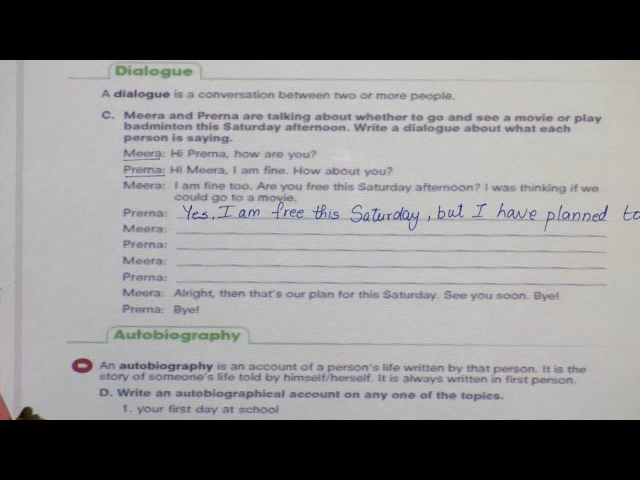 Dialogue
A dialogue is a conversation between two or more people.
C. Meera and Prerna are talking about whether to go and see a movie or play
badminton this Saturday afternoon. Write a dialogue about what each
person is saying.
Meera: Hi Prerna, how are you?
Prerna: Hi Meera, I am fine. How about you?
Meera: I am fine too. Are you free this Saturday afternoon? I was thinking if we
could go to a movie.
Prerna: Yes, I am free this Saturday, but I have planned to
Meera:
Prerna:
Meera:
Prerna:
Meera: Alright, then that's our plan for this Saturday. See you soon. Bye!
Prerna: Bye!
Autobiography
An autobiography is an account of a person's life written by that person. It is the
story of someone's life told by himself/herself. It is always written in first person.
D. Write an autobiographical account on any one of the topics.
1. your first day at school